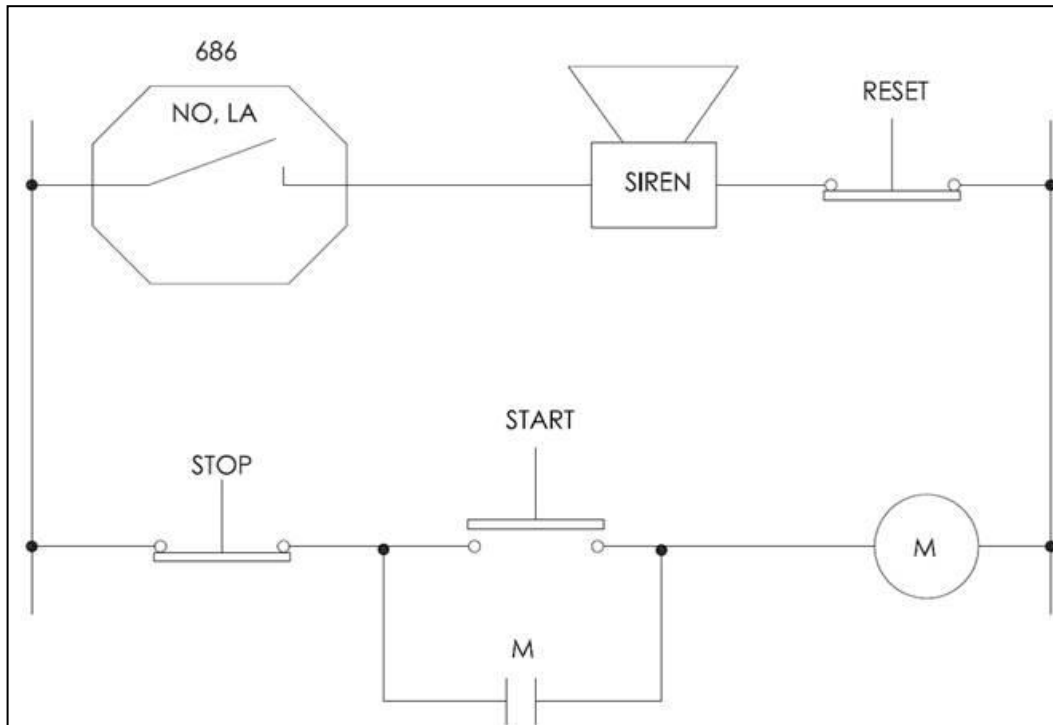 686
NO, LA
RESET
SIREN
START
STOP
M
M